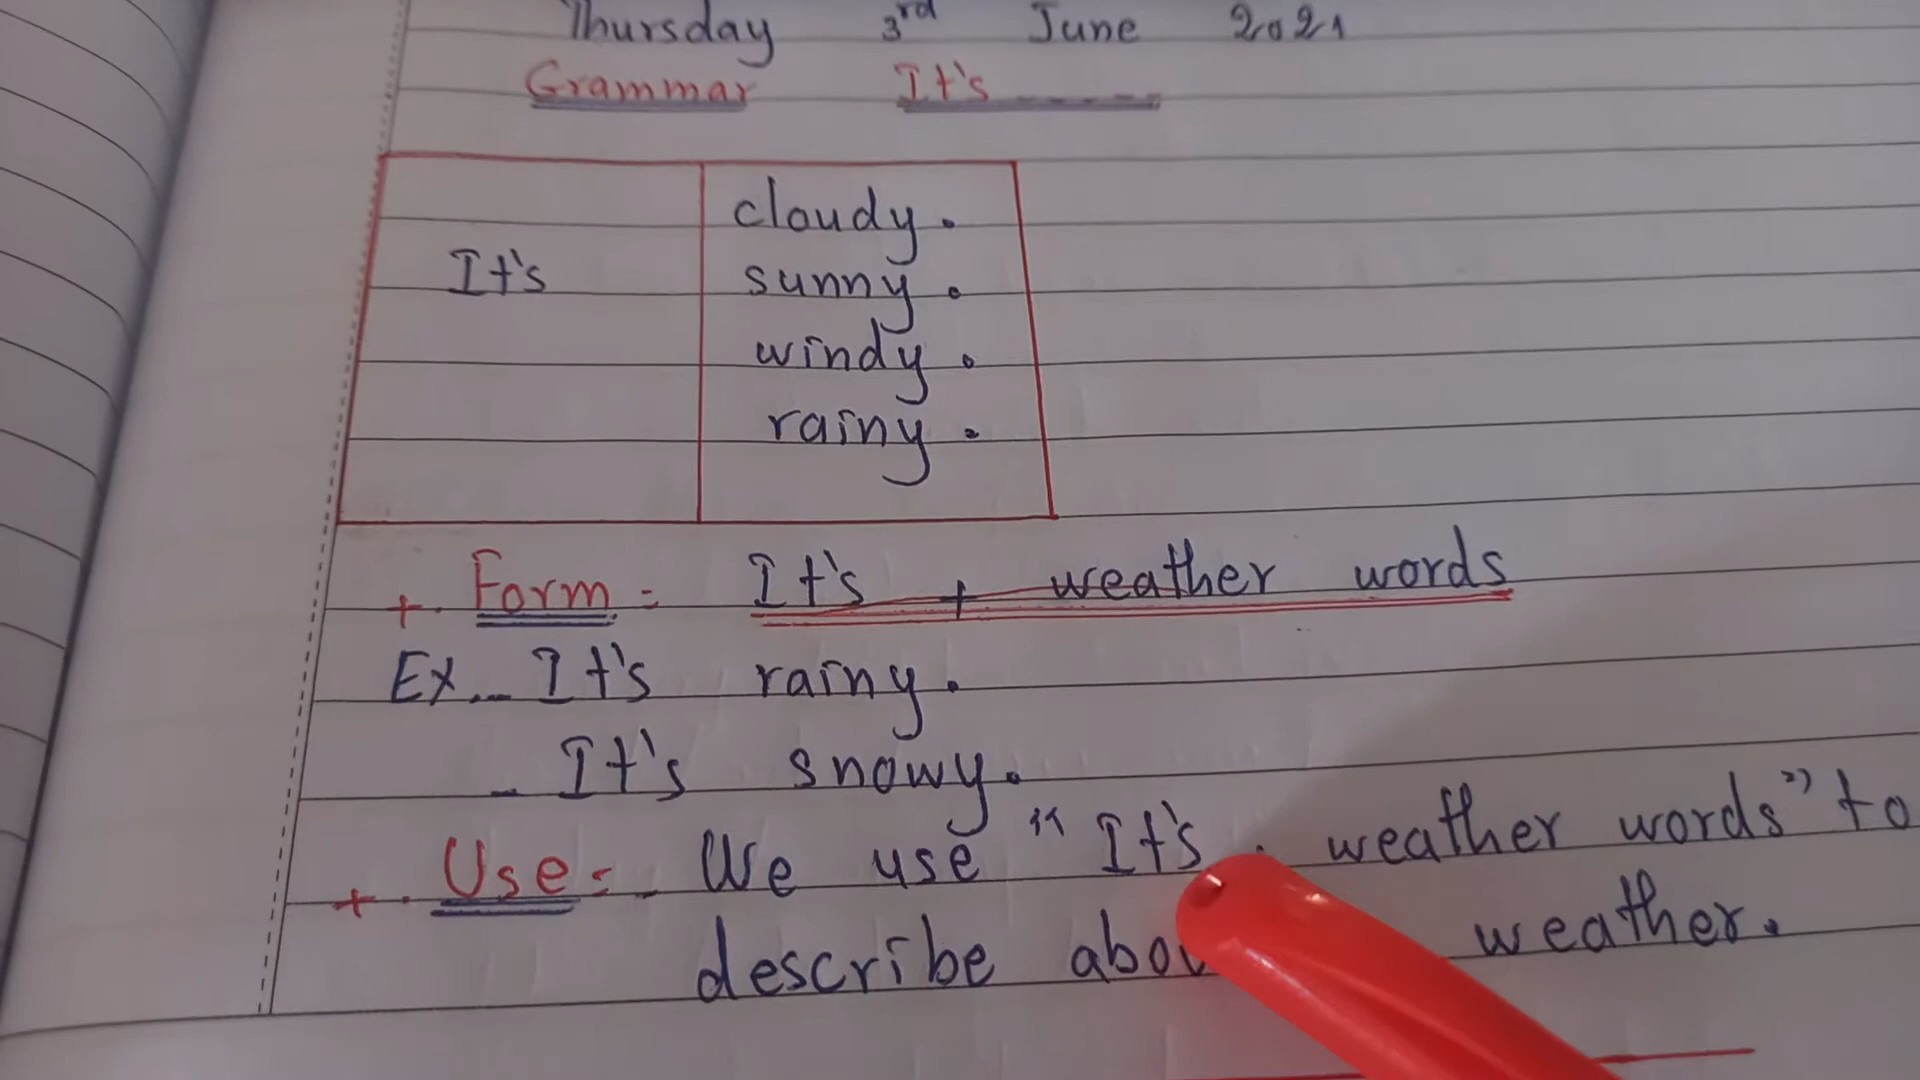 Thursday 3rd June 2021
Grammar It's ----
cloudy.
It's sunny.
windy.
rainy.
+. Form: It's + weather words
Ex.. It's rainy.
- It's snowy.
+. Use: - We use "It's weather words" to
describe weather.